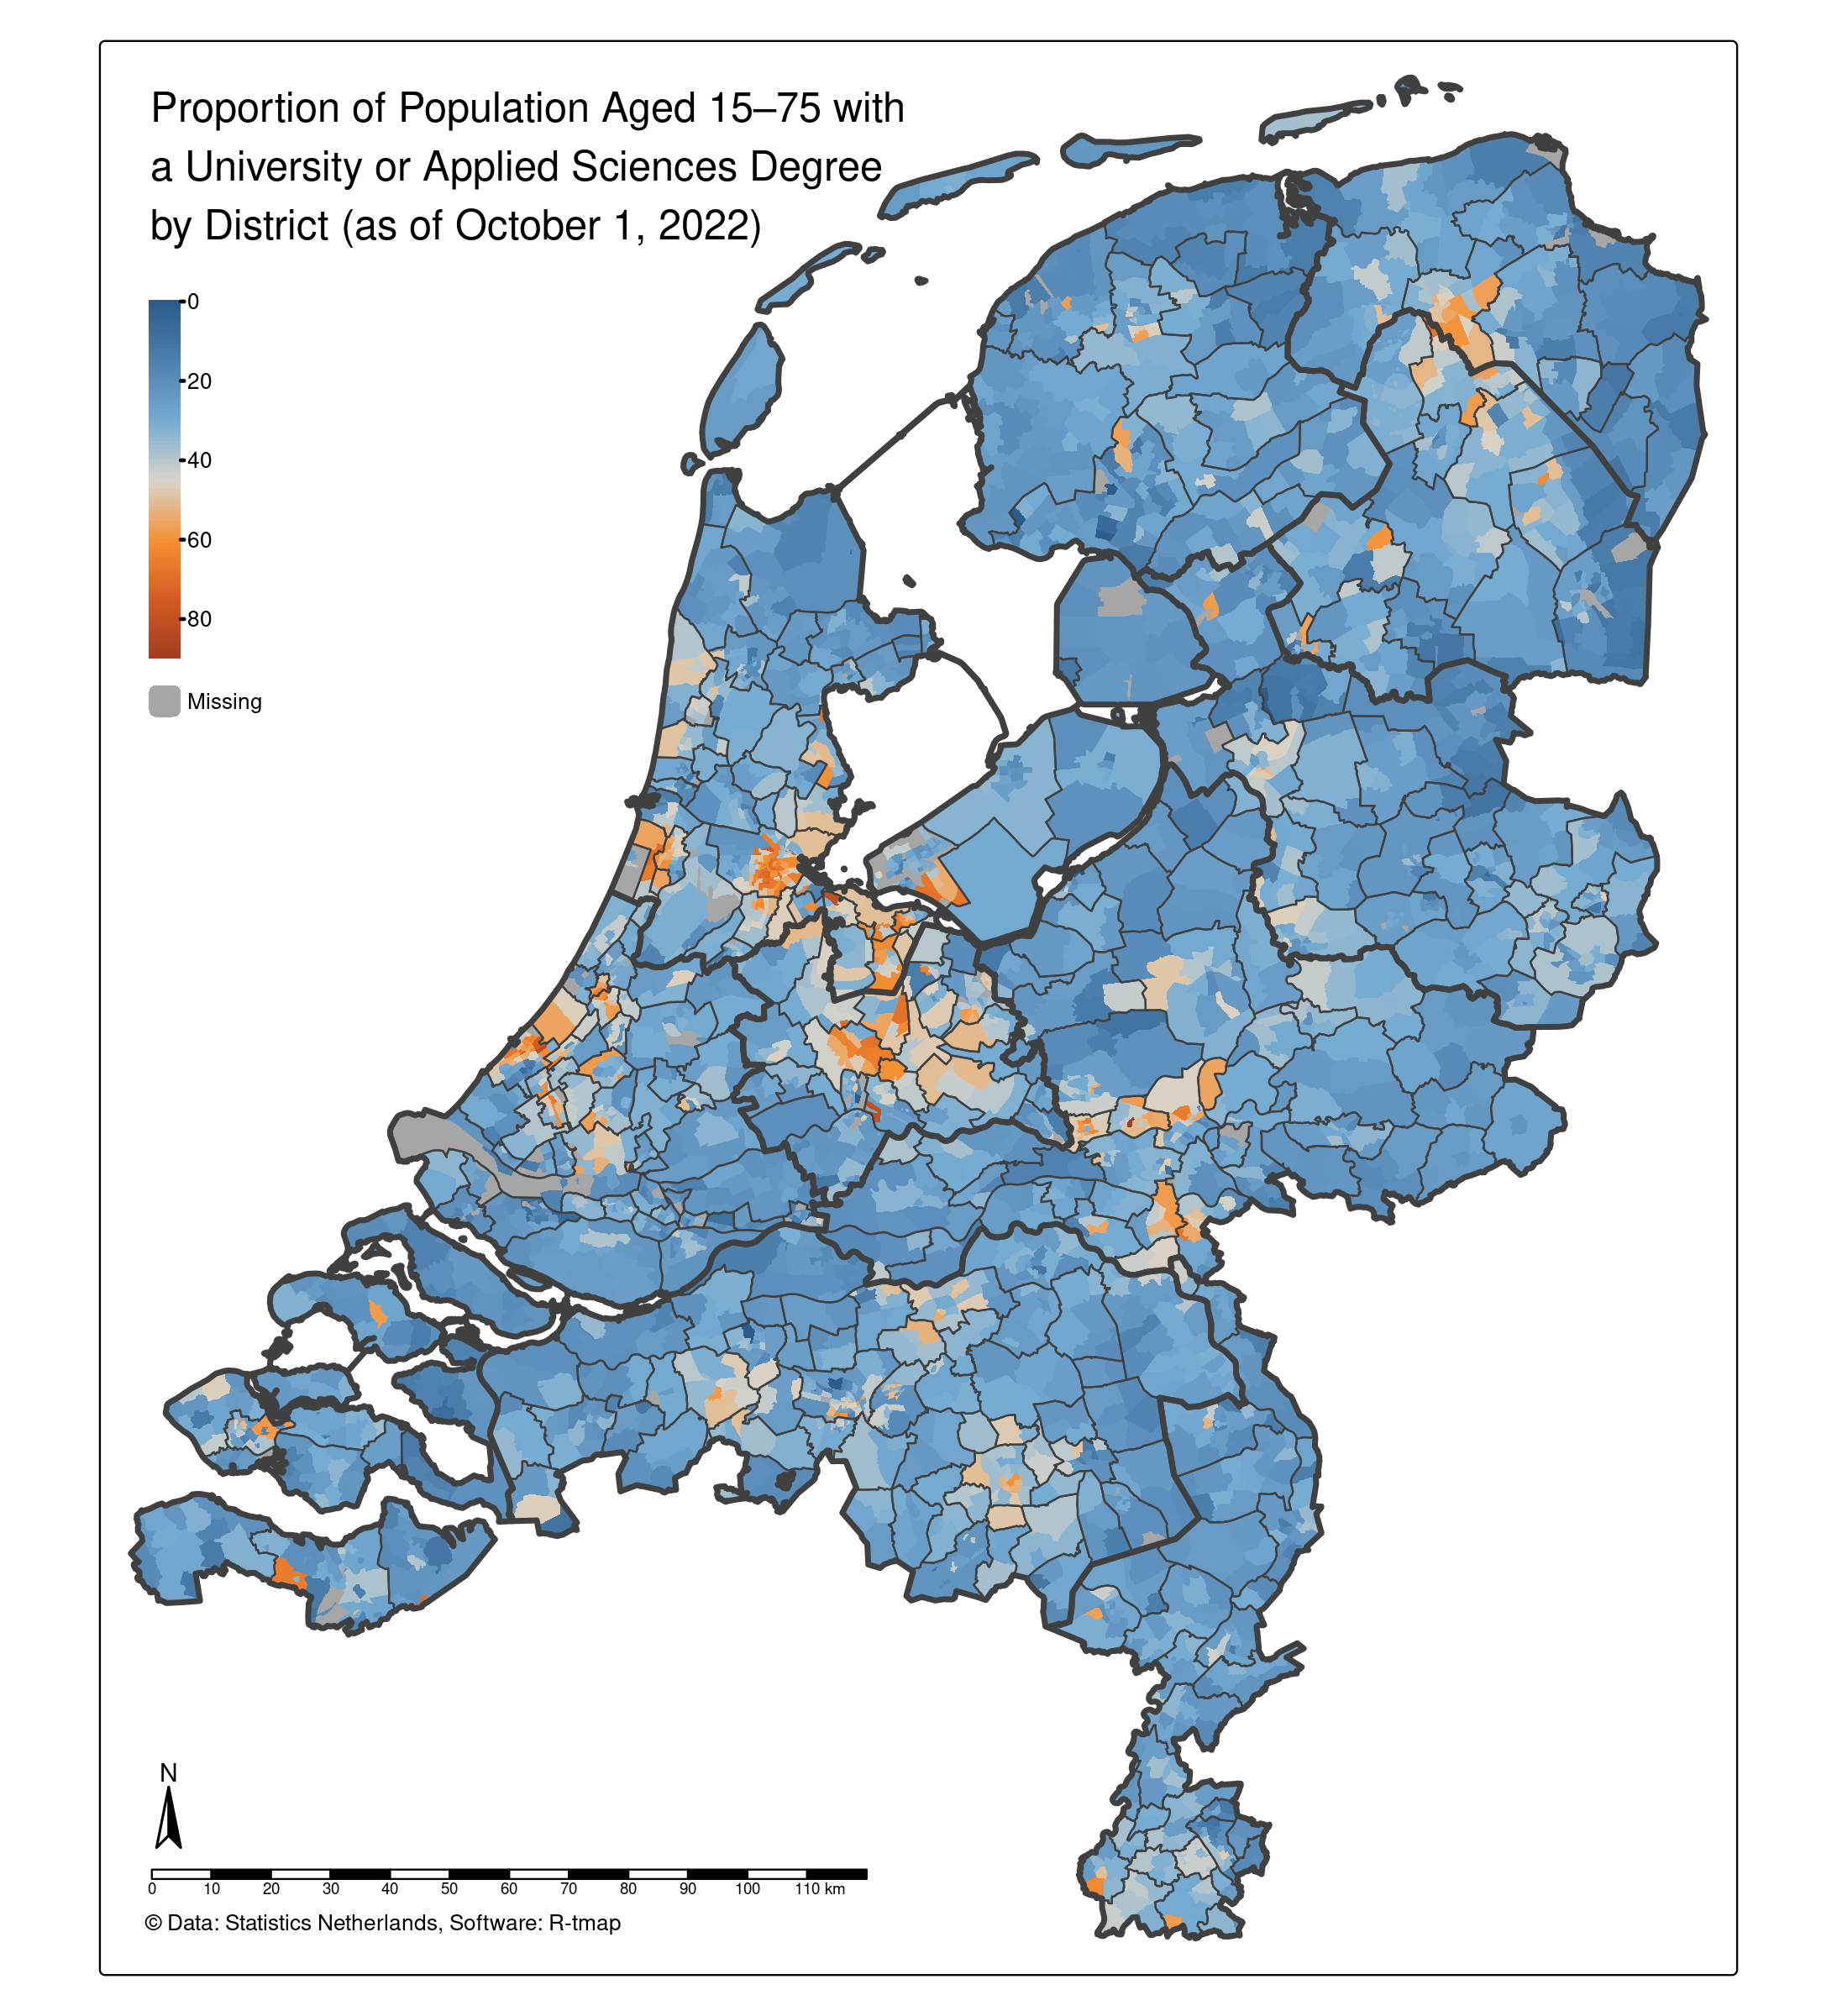 Proportion of Population Aged 15–75 with
a University or Applied Sciences Degree
by District (as of October 1, 2022)
0
20
40
60
80
Missing
N
0 10 20 30 40 50 60 70 80 90 100 110 km
© Data: Statistics Netherlands, Software: R-tmap